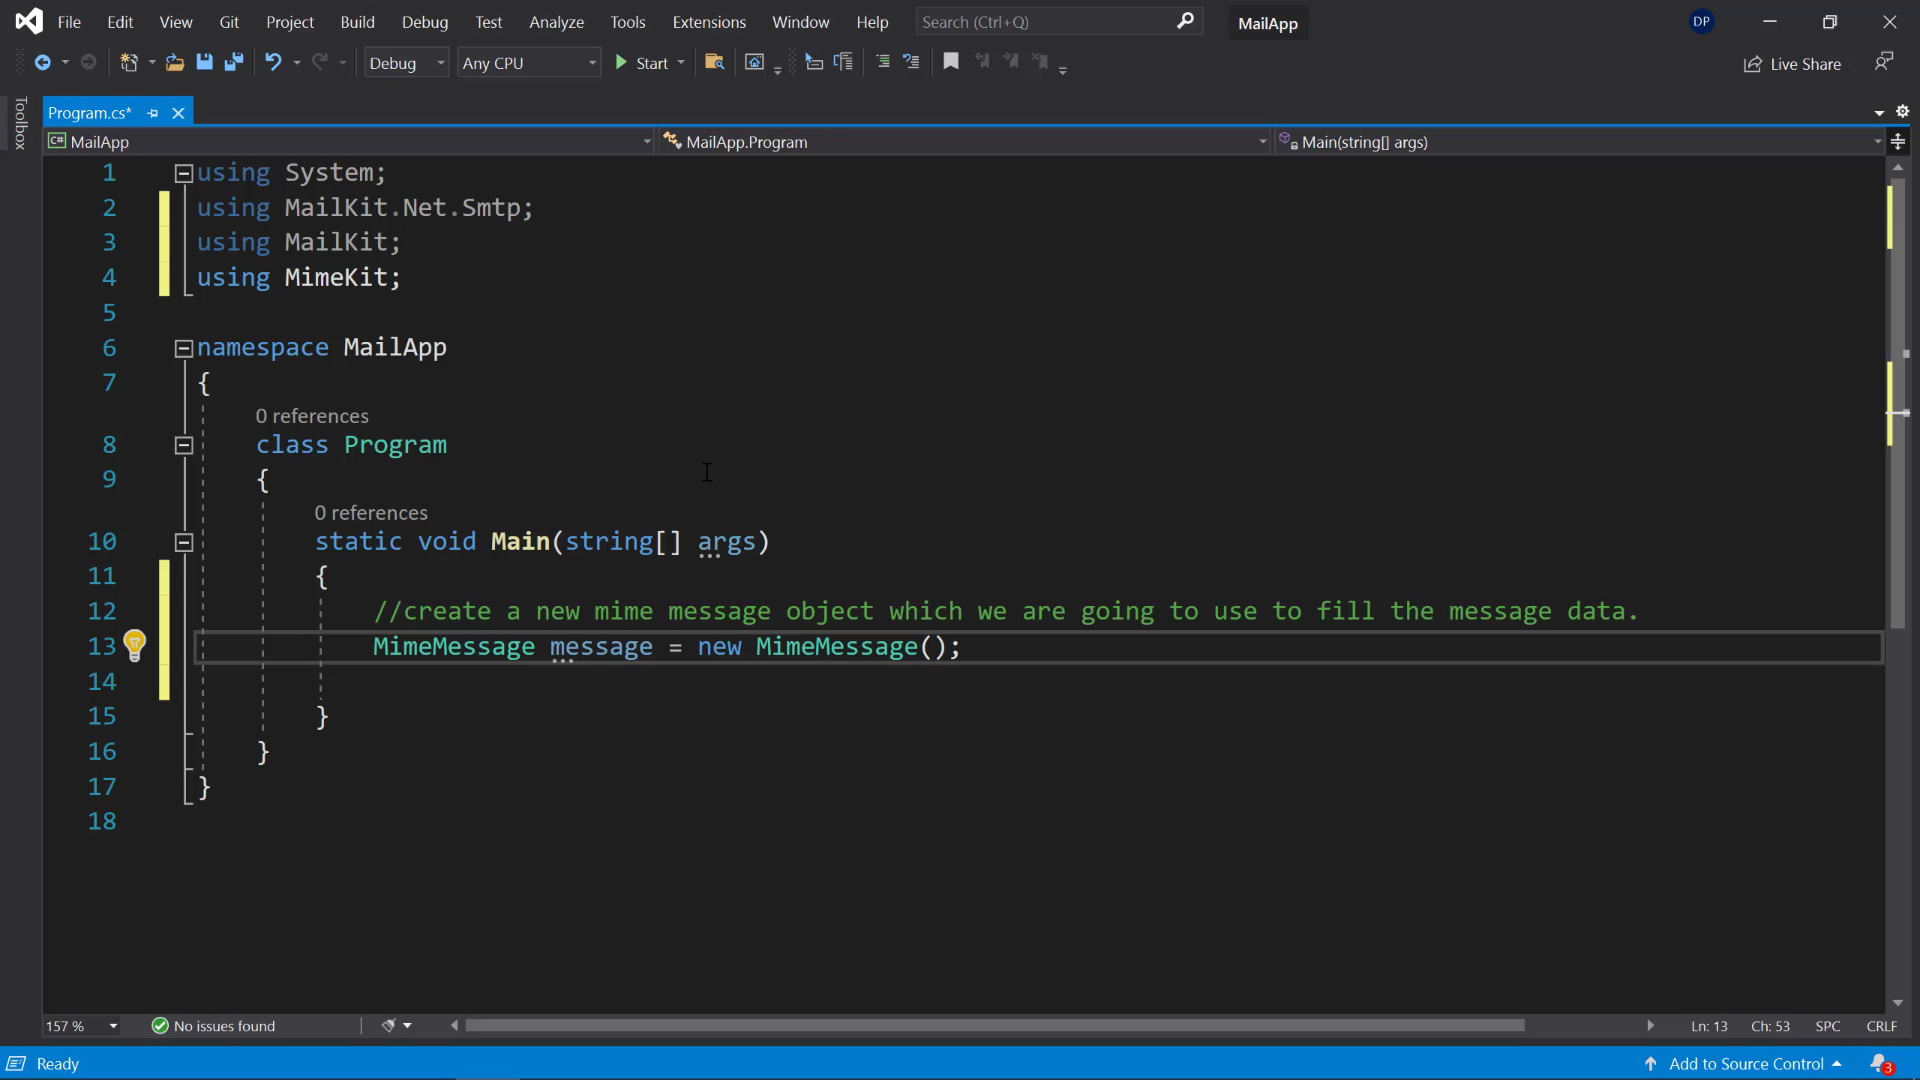 File Edit View Git Project Build Debug Test Analyze Tools Extensions Window Help Search (Ctrl+Q) MailApp DP
Debug Any CPU Start Live Share
Toolbox
Program.cs*
C# MailApp MailApp.Program Main(string[] args)
1 using System;
2 using MailKit.Net.Smtp;
3 using MailKit;
4 using MimeKit;
5
6 namespace MailApp
7 {
0 references
8 class Program
9 {
0 references
10 static void Main(string[] args)
11 {
12 //create a new mime message object which we are going to use to fill the message data.
13 MimeMessage message = new MimeMessage();
14
15 }
16 }
17 }
18
157 % No issues found Ln: 13 Ch: 53 SPC CRLF
Ready Add to Source Control 3